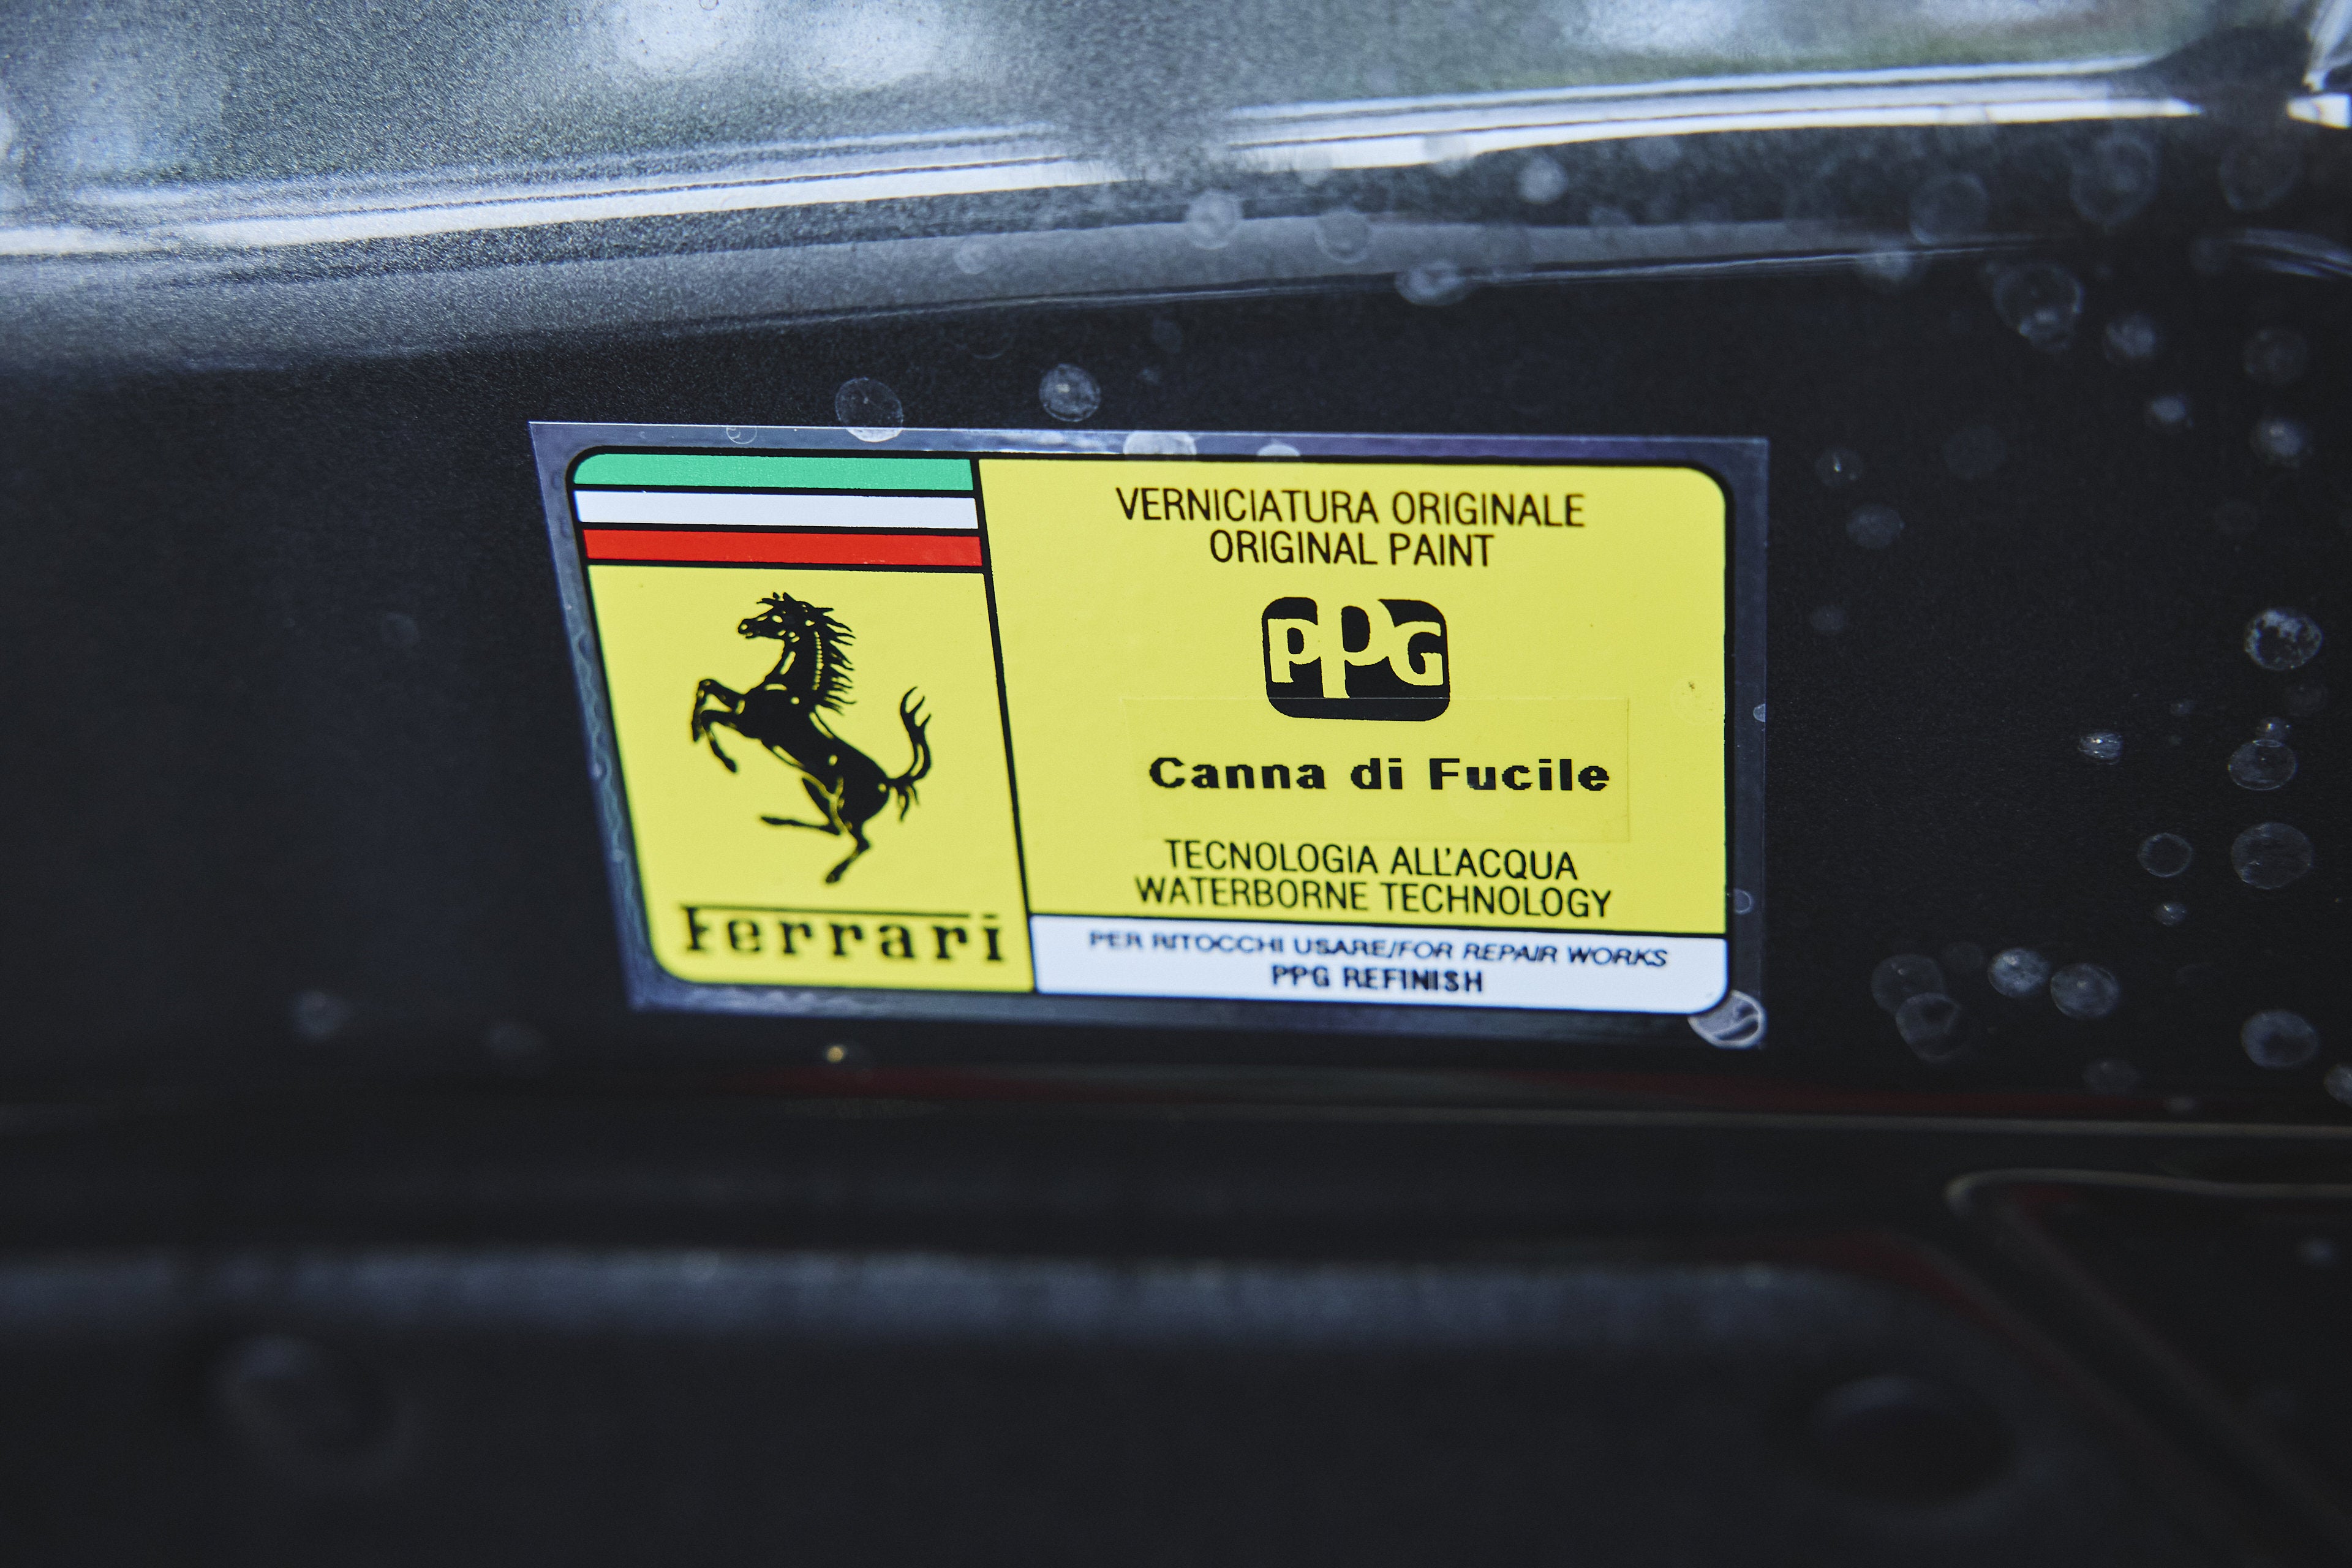 VERNICIATURA ORIGINALE
ORIGINAL PAINT
PPG
Canna di Fucile
TECNOLOGIA ALL'ACQUA
WATERBORNE TECHNOLOGY
Ferrari
PER RITOCCHI USARE/FOR REPAIR WORKS
PPG REFINISH